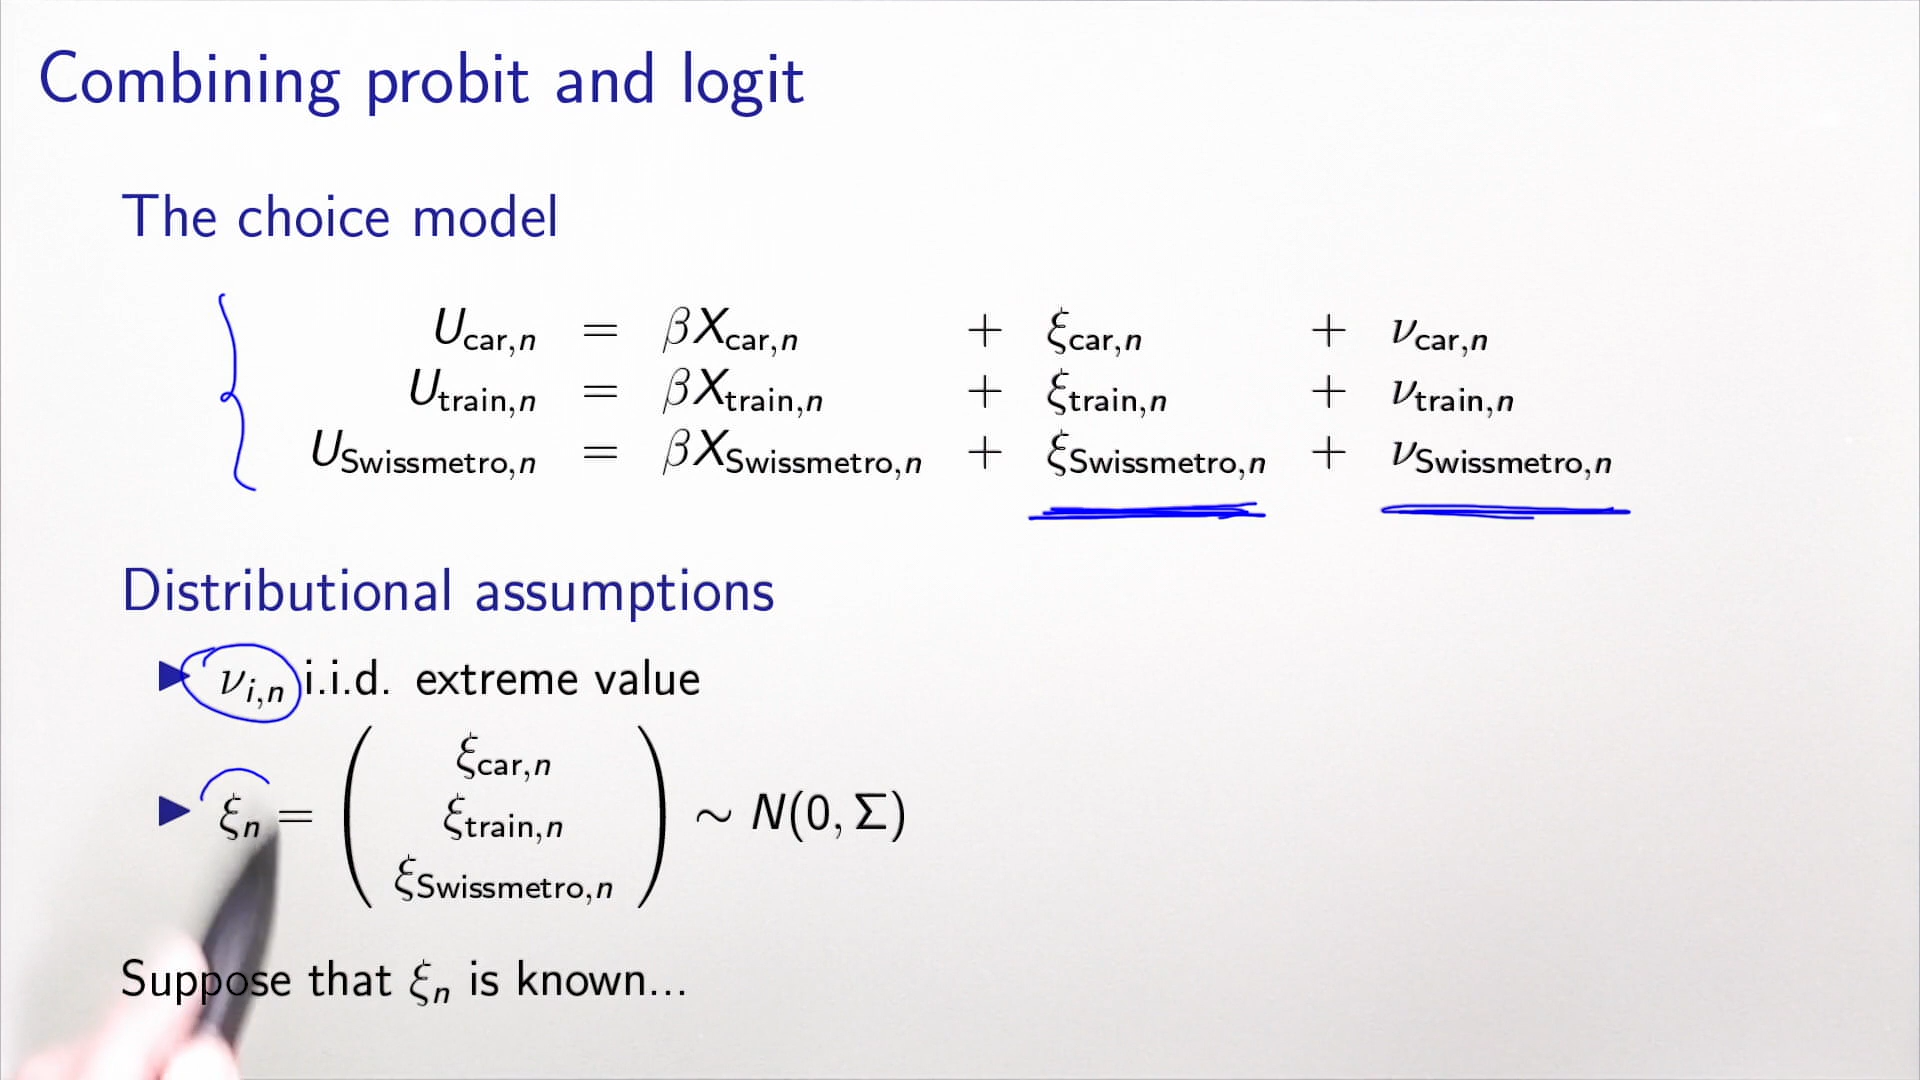 Combining probit and logit
The choice model
U_car,n = βX_car,n + ξ_car,n + ν_car,n
U_train,n = βX_train,n + ξ_train,n + ν_train,n
U_Swissmetro,n = βX_Swissmetro,n + ξ_Swissmetro,n + ν_Swissmetro,n
Distributional assumptions
▶ ν_i,n i.i.d. extreme value
▶ ξ_n = ( ξ_car,n ξ_train,n ξ_Swissmetro,n ) ∼ N(0, Σ)
Suppose that ξ_n is known...